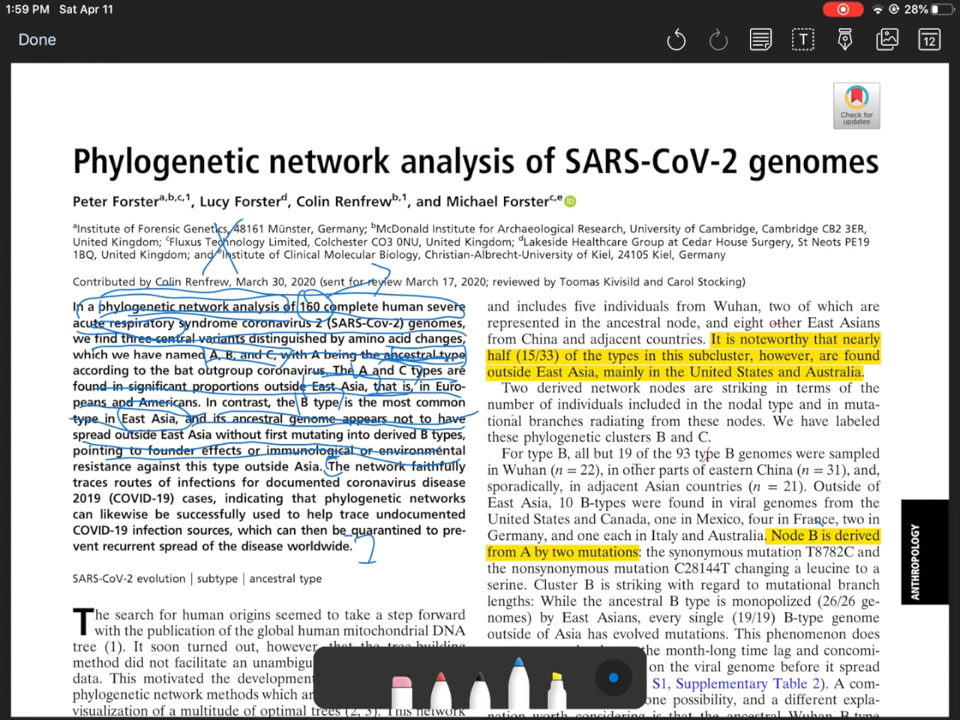 1:59 PM Sat Apr 11
28%
Done
12
Check for
updates
Phylogenetic network analysis of SARS-CoV-2 genomes
Peter Forsterᵃ,ᵇ,ᶜ,¹, Lucy Forsterᵈ, Colin Renfrewᵇ,¹, and Michael Forsterᶜ,ᵉ iD
ᵃInstitute of Forensic Genetics, 48161 Münster, Germany; ᵇMcDonald Institute for Archaeological Research, University of Cambridge, Cambridge CB2 3ER,
United Kingdom; ᶜFluxus Technology Limited, Colchester CO3 0NU, United Kingdom; ᵈLakeside Healthcare Group at Cedar House Surgery, St Neots PE19
1BQ, United Kingdom; and ᵉInstitute of Clinical Molecular Biology, Christian-Albrecht-University of Kiel, 24105 Kiel, Germany
Contributed by Colin Renfrew, March 30, 2020 (sent for review March 17, 2020; reviewed by Toomas Kivisild and Carol Stocking)
In a phylogenetic network analysis of 160 complete human severe
acute respiratory syndrome coronavirus 2 (SARS-Cov-2) genomes,
we find three central variants distinguished by amino acid changes,
which we have named A, B, and C, with A being the ancestral type
according to the bat outgroup coronavirus. The A and C types are
found in significant proportions outside East Asia, that is, in Euro-
peans and Americans. In contrast, the B type is the most common
type in East Asia, and its ancestral genome appears not to have
spread outside East Asia without first mutating into derived B types,
pointing to founder effects or immunological or environmental
resistance against this type outside Asia. The network faithfully
traces routes of infections for documented coronavirus disease
2019 (COVID-19) cases, indicating that phylogenetic networks
can likewise be successfully used to help trace undocumented
COVID-19 infection sources, which can then be quarantined to pre-
vent recurrent spread of the disease worldwide.
SARS-CoV-2 evolution | subtype | ancestral type
The search for human origins seemed to take a step forward
with the publication of the global human mitochondrial DNA
tree (1). It soon turned out, however, that the tree-building
method did not facilitate an unambigu
data. This motivated the development
phylogenetic network methods which
visualization of a multitude of optimal trees (2, 3). This network
and includes five individuals from Wuhan, two of which are
represented in the ancestral node, and eight other East Asians
from China and adjacent countries. It is noteworthy that nearly
half (15/33) of the types in this subcluster, however, are found
outside East Asia, mainly in the United States and Australia.
Two derived network nodes are striking in terms of the
number of individuals included in the nodal type and in muta-
tional branches radiating from these nodes. We have labeled
these phylogenetic clusters B and C.
For type B, all but 19 of the 93 type B genomes were sampled
in Wuhan (n = 22), in other parts of eastern China (n = 31), and,
sporadically, in adjacent Asian countries (n = 21). Outside of
East Asia, 10 B-types were found in viral genomes from the
United States and Canada, one in Mexico, four in France, two in
Germany, and one each in Italy and Australia. Node B is derived
from A by two mutations: the synonymous mutation T8782C and
the nonsynonymous mutation C28144T changing a leucine to a
serine. Cluster B is striking with regard to mutational branch
lengths: While the ancestral B type is monopolized (26/26 ge-
nomes) by East Asians, every single (19/19) B-type genome
outside of Asia has evolved mutations. This phenomenon does
the month-long time lag and concomi-
on the viral genome before it spread
S1, Supplementary Table 2). A com-
one possibility, and a different expla-
nation worth considering is that the ancestral Wuhan B-type
ANTHROPOLOGY